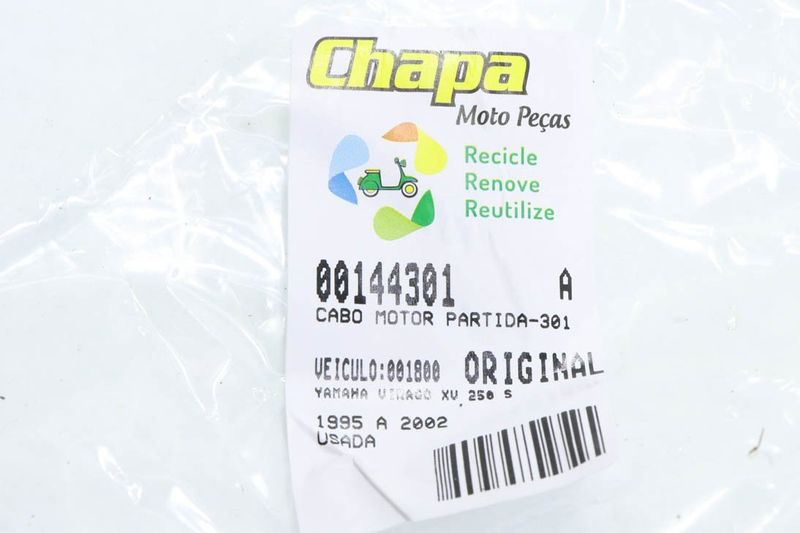 Chapa
Moto Peças
Recicle
Renove
Reutilize
00144301 A
CABO MOTOR PARTIDA-301
VEICULO:001800 ORIGINAL
YAMAHA VIRAGO XV 250 S
1995 A 2002
USADA